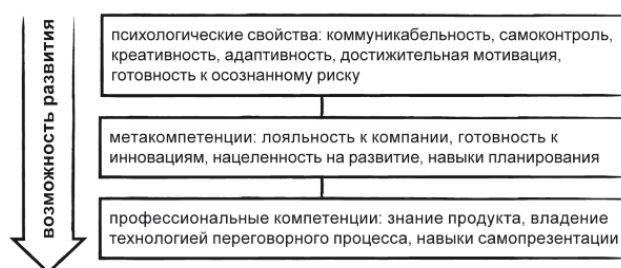 возможность развития
психологические свойства: коммуникабельность, самоконтроль,
креативность, адаптивность, достижительная мотивация,
готовность к осознанному риску
метакомпетенции: лояльность к компании, готовность к
инновациям, нацеленность на развитие, навыки планирования
профессиональные компетенции: знание продукта, владение
технологией переговорного процесса, навыки самопрезентации